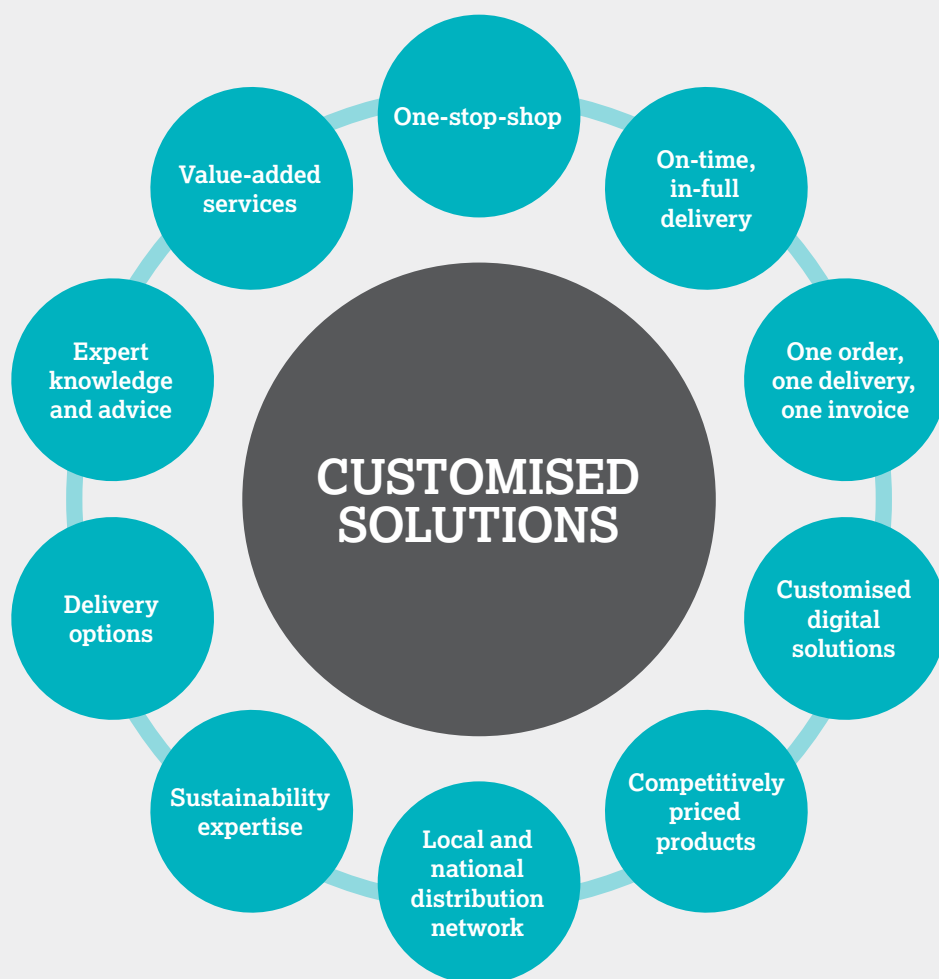 One-stop-shop
On-time,
in-full
delivery
One order,
one delivery,
one invoice
Customised
digital
solutions
Competitively
priced
products
Local and
national
distribution
network
Sustainability
expertise
Delivery
options
Expert
knowledge
and advice
Value-added
services
CUSTOMISED
SOLUTIONS